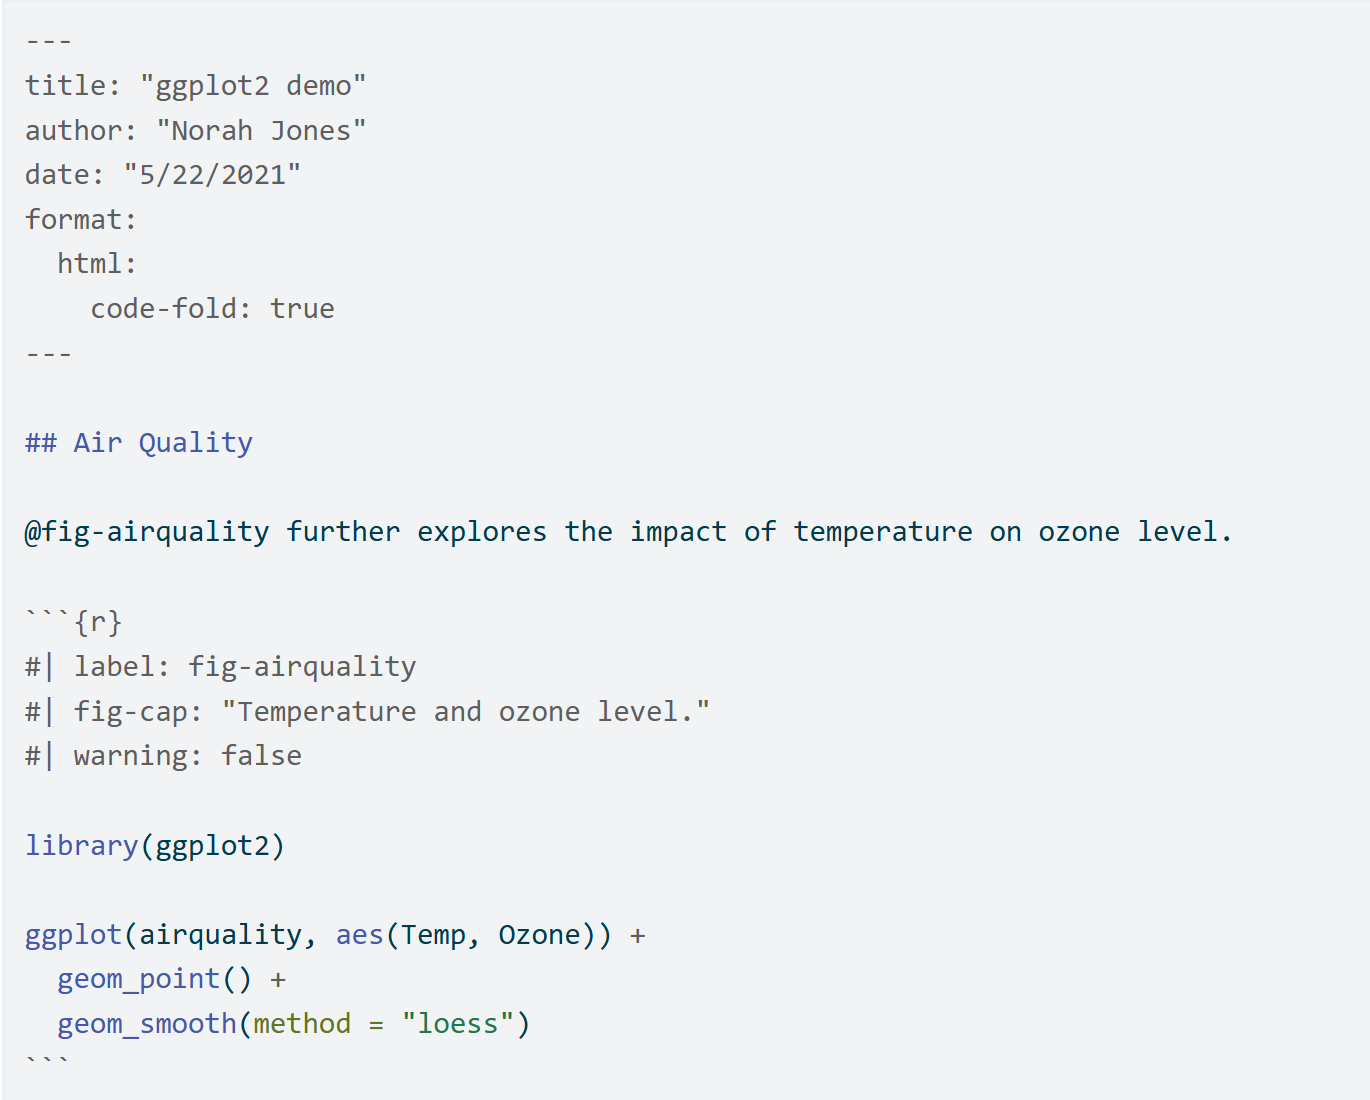 ---
title: "ggplot2 demo"
author: "Norah Jones"
date: "5/22/2021"
format:
  html:
    code-fold: true
---

## Air Quality

@fig-airquality further explores the impact of temperature on ozone level.

```{r}
#| label: fig-airquality
#| fig-cap: "Temperature and ozone level."
#| warning: false

library(ggplot2)

ggplot(airquality, aes(Temp, Ozone)) +
  geom_point() +
  geom_smooth(method = "loess")
```